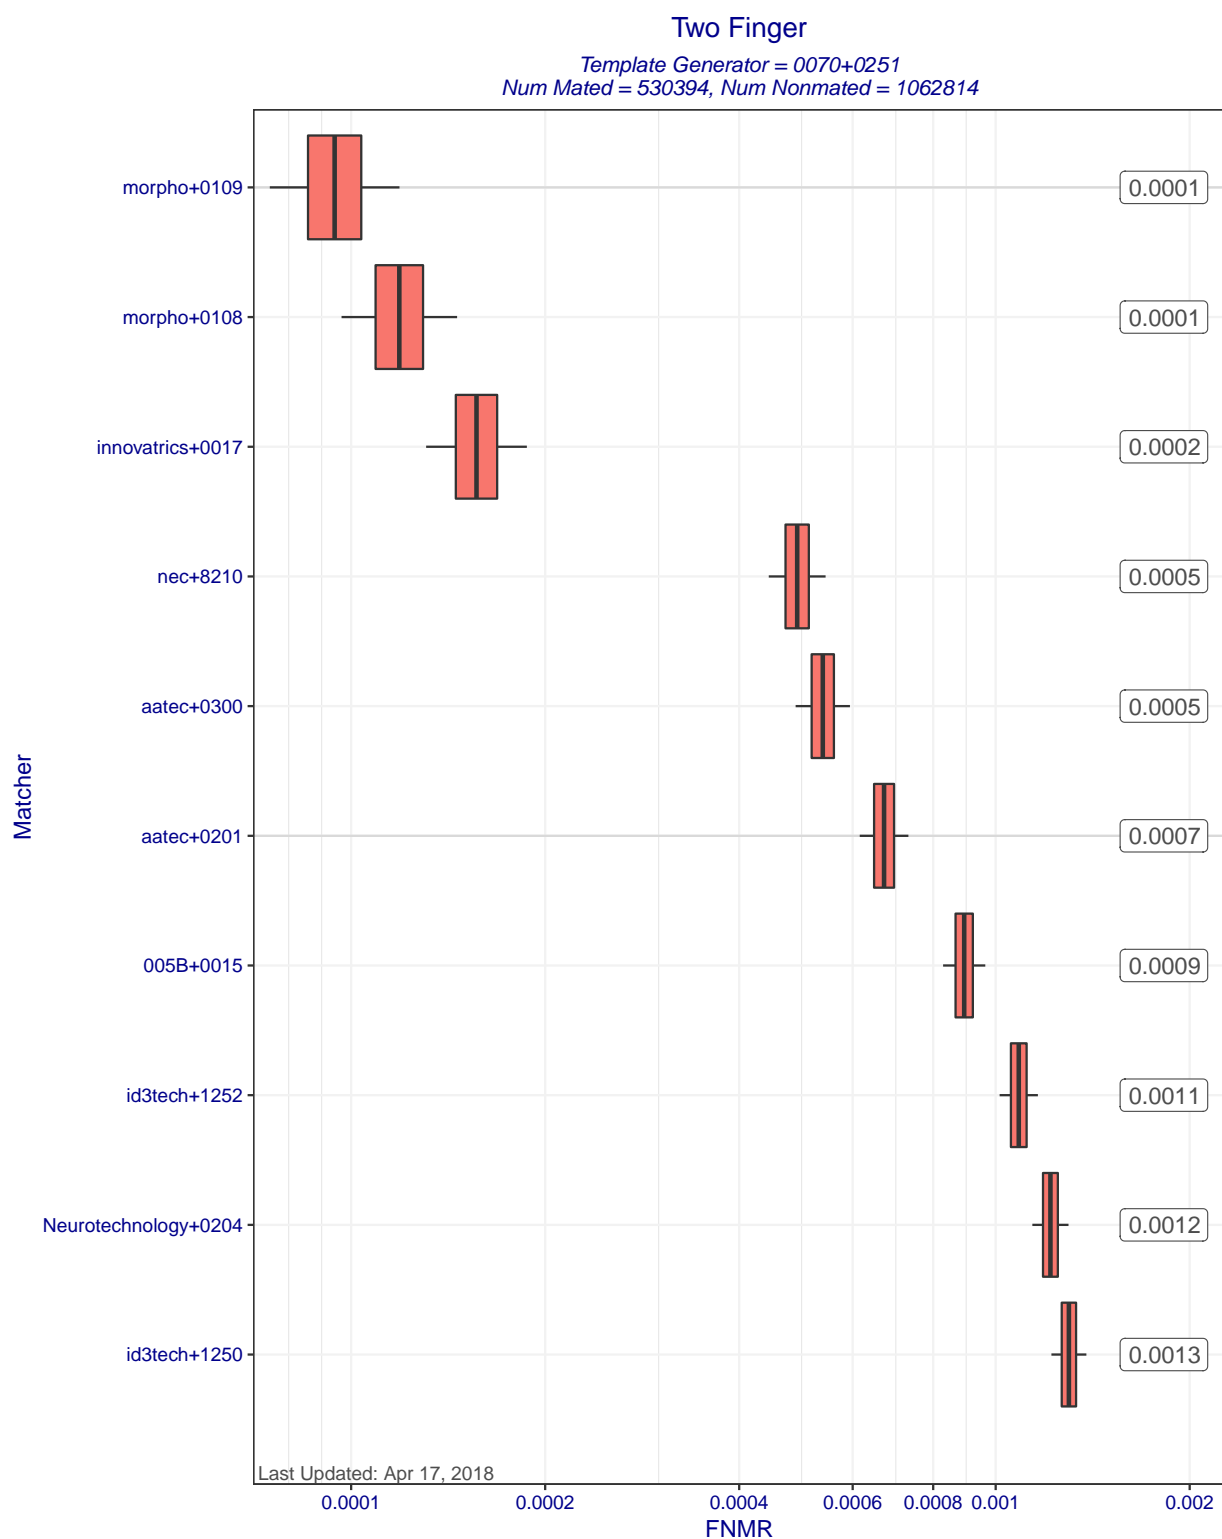 Two Finger
Template Generator = 0070+0251
Num Mated = 530394, Num Nonmated = 1062814
morpho+0109 0.0001
morpho+0108 0.0001
innovatrics+0017 0.0002
nec+8210 0.0005
aatec+0300 0.0005
aatec+0201 0.0007
005B+0015 0.0009
id3tech+1252 0.0011
Neurotechnology+0204 0.0012
id3tech+1250 0.0013
Matcher
Last Updated: Apr 17, 2018
0.0001 0.0002 0.0004 0.0006 0.0008 0.001 0.002
FNMR